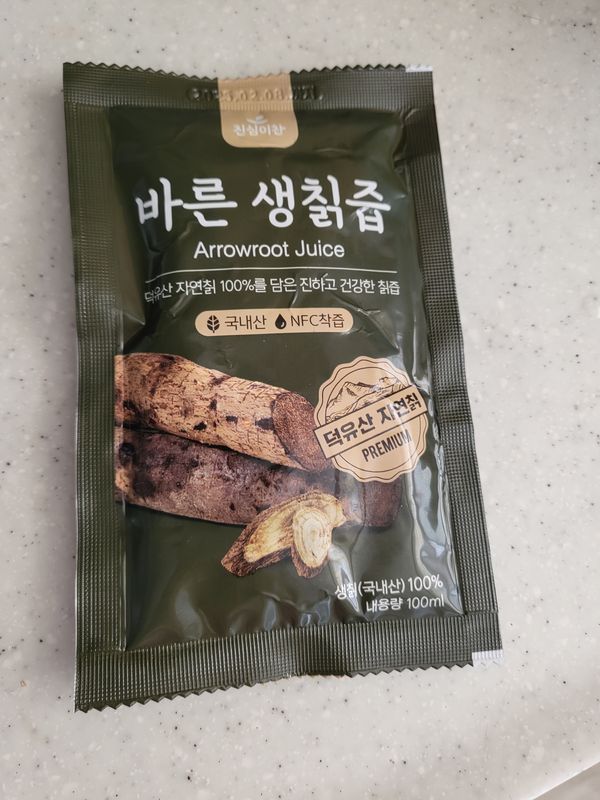 진심이찬
바른 생칡즙
Arrowroot Juice
덕유산 자연칡 100%를 담은 진하고 건강한 칡즙
국내산 NFC착즙
덕유산 자연칡
PREMIUM
생칡(국내산) 100%
내용량 100ml